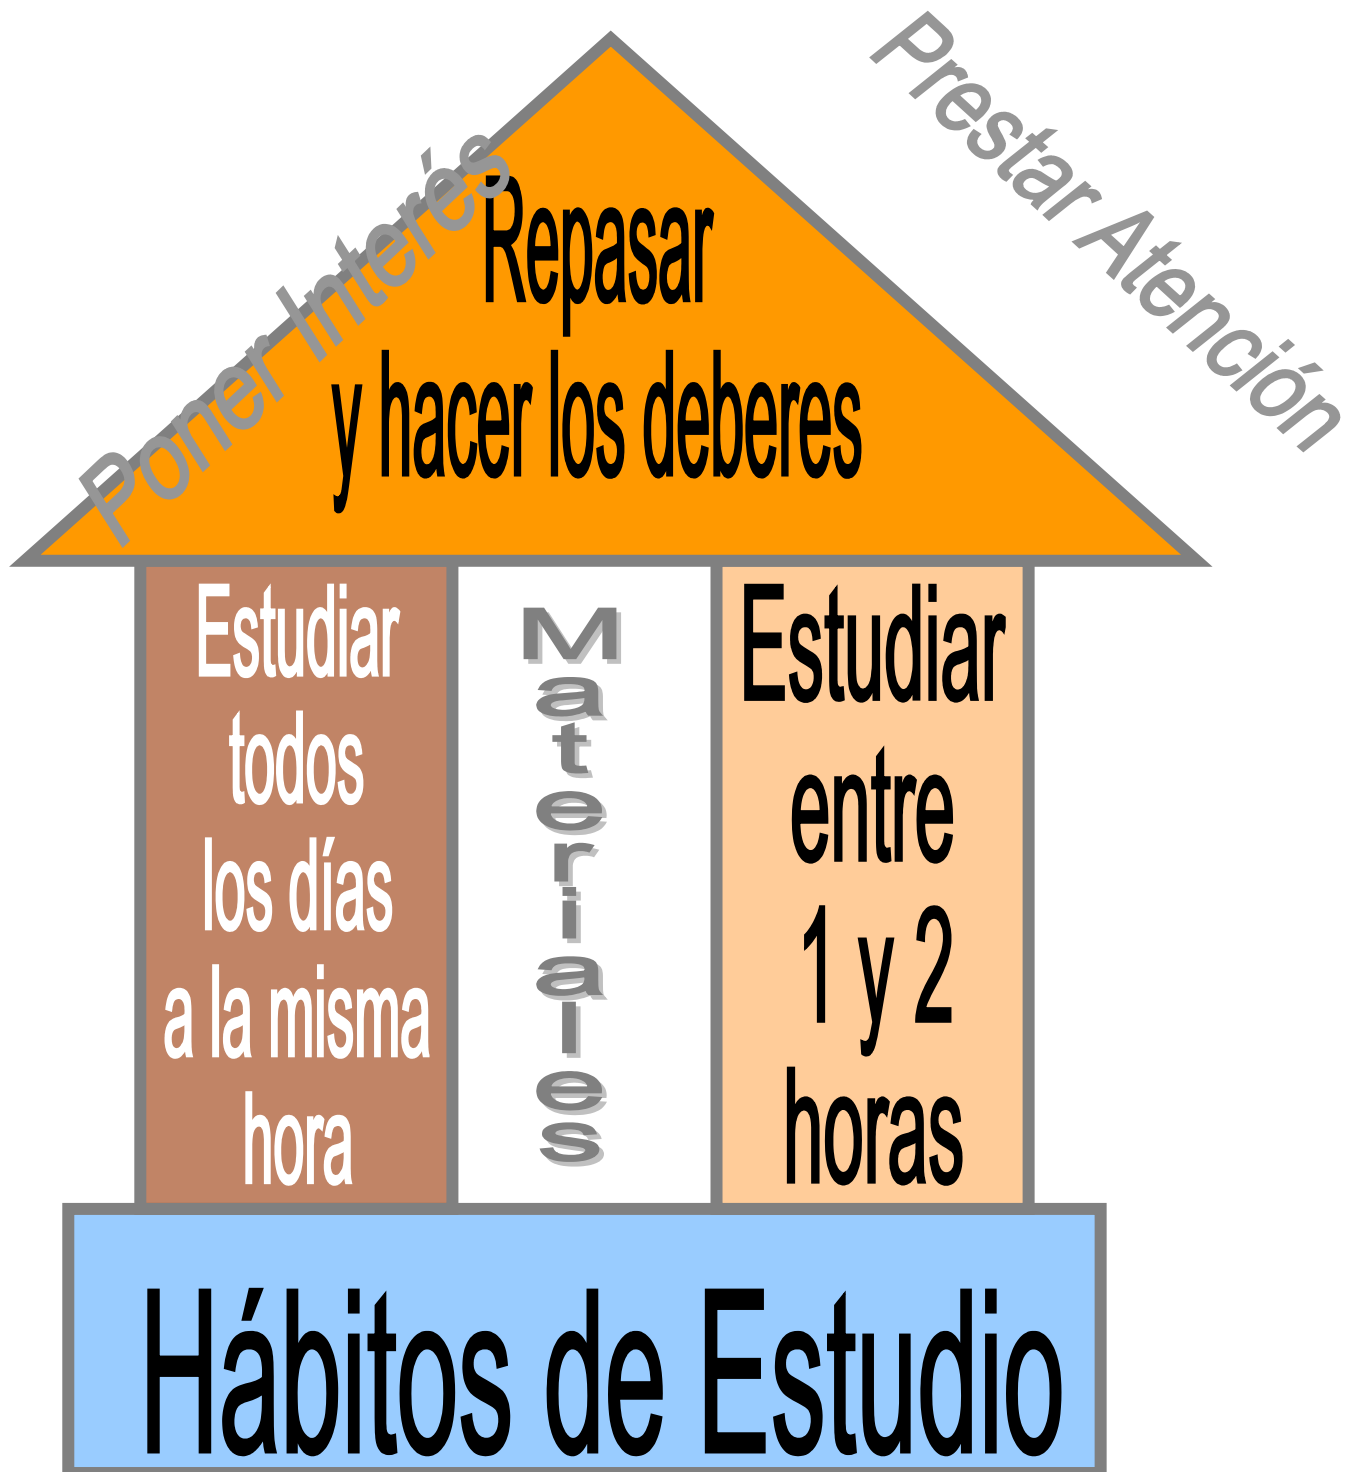 Prestar Atención
Poner Interés
Repasar
y hacer los deberes
Estudiar
todos
los días
a la misma
hora
Materiales
Estudiar
entre
1 y 2
horas
Hábitos de Estudio